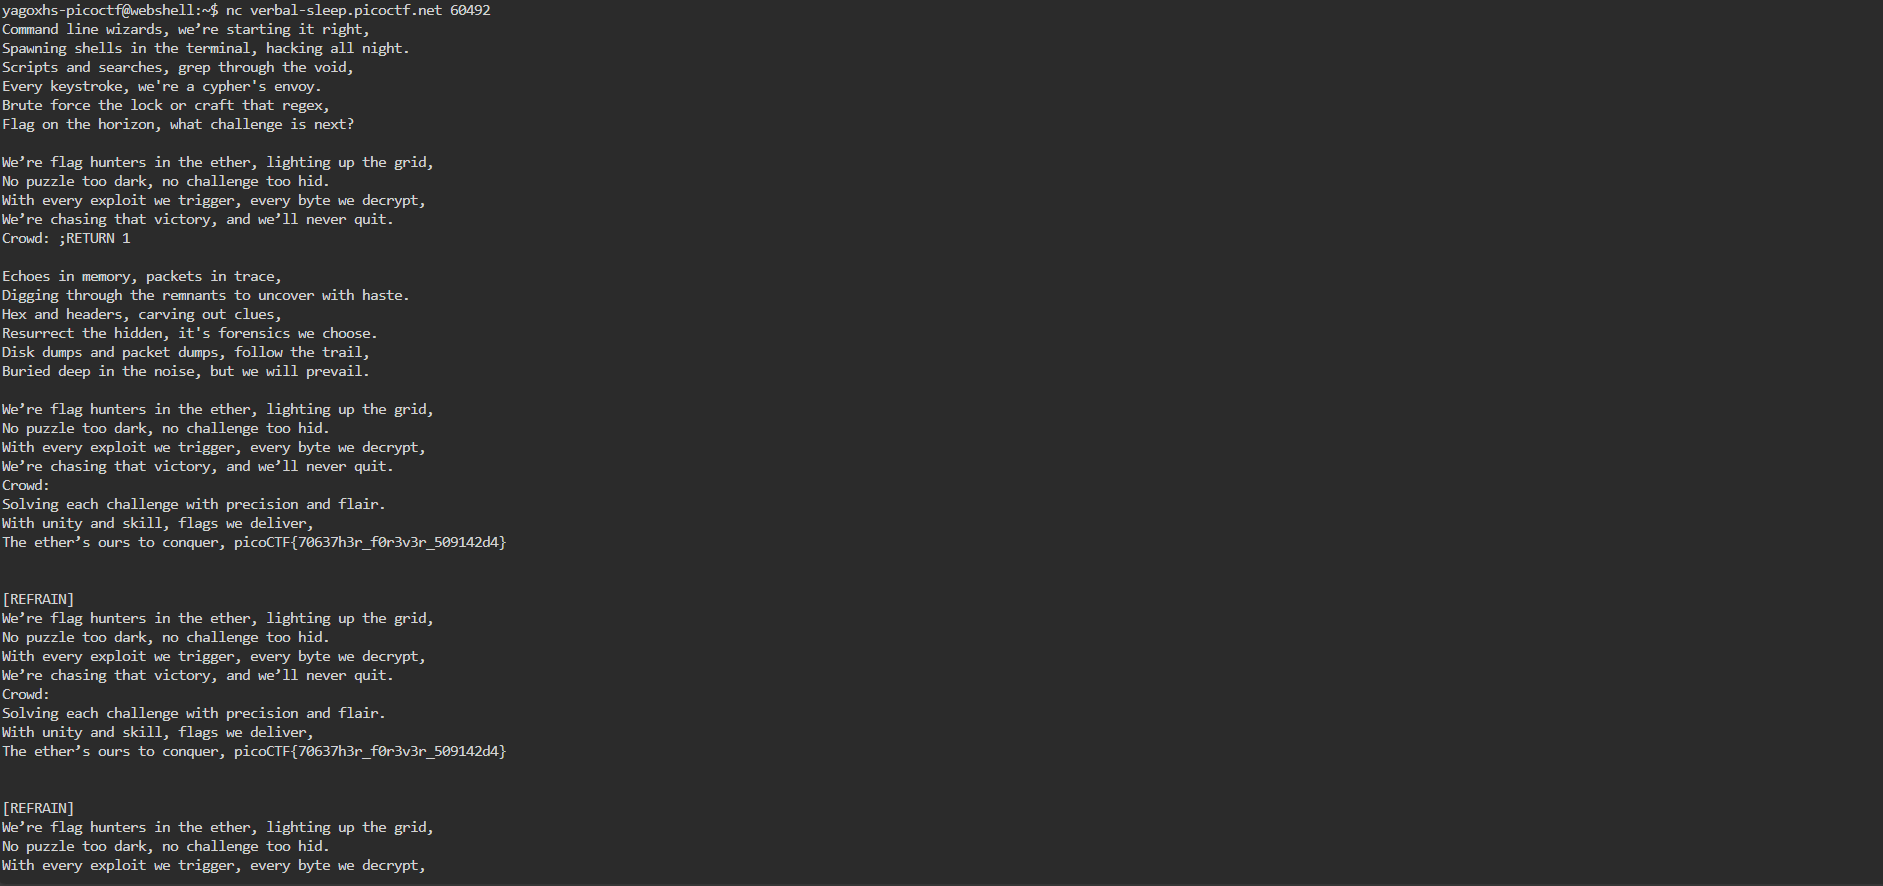 yagoxhs-picoctf@webshell:~$ nc verbal-sleep.picoctf.net 60492
Command line wizards, we’re starting it right,
Spawning shells in the terminal, hacking all night.
Scripts and searches, grep through the void,
Every keystroke, we're a cypher's envoy.
Brute force the lock or craft that regex,
Flag on the horizon, what challenge is next?

We’re flag hunters in the ether, lighting up the grid,
No puzzle too dark, no challenge too hid.
With every exploit we trigger, every byte we decrypt,
We’re chasing that victory, and we’ll never quit.
Crowd: ;RETURN 1

Echoes in memory, packets in trace,
Digging through the remnants to uncover with haste.
Hex and headers, carving out clues,
Resurrect the hidden, it's forensics we choose.
Disk dumps and packet dumps, follow the trail,
Buried deep in the noise, but we will prevail.

We’re flag hunters in the ether, lighting up the grid,
No puzzle too dark, no challenge too hid.
With every exploit we trigger, every byte we decrypt,
We’re chasing that victory, and we’ll never quit.
Crowd:
Solving each challenge with precision and flair.
With unity and skill, flags we deliver,
The ether’s ours to conquer, picoCTF{70637h3r_f0r3v3r_509142d4}


[REFRAIN]
We’re flag hunters in the ether, lighting up the grid,
No puzzle too dark, no challenge too hid.
With every exploit we trigger, every byte we decrypt,
We’re chasing that victory, and we’ll never quit.
Crowd:
Solving each challenge with precision and flair.
With unity and skill, flags we deliver,
The ether’s ours to conquer, picoCTF{70637h3r_f0r3v3r_509142d4}


[REFRAIN]
We’re flag hunters in the ether, lighting up the grid,
No puzzle too dark, no challenge too hid.
With every exploit we trigger, every byte we decrypt,